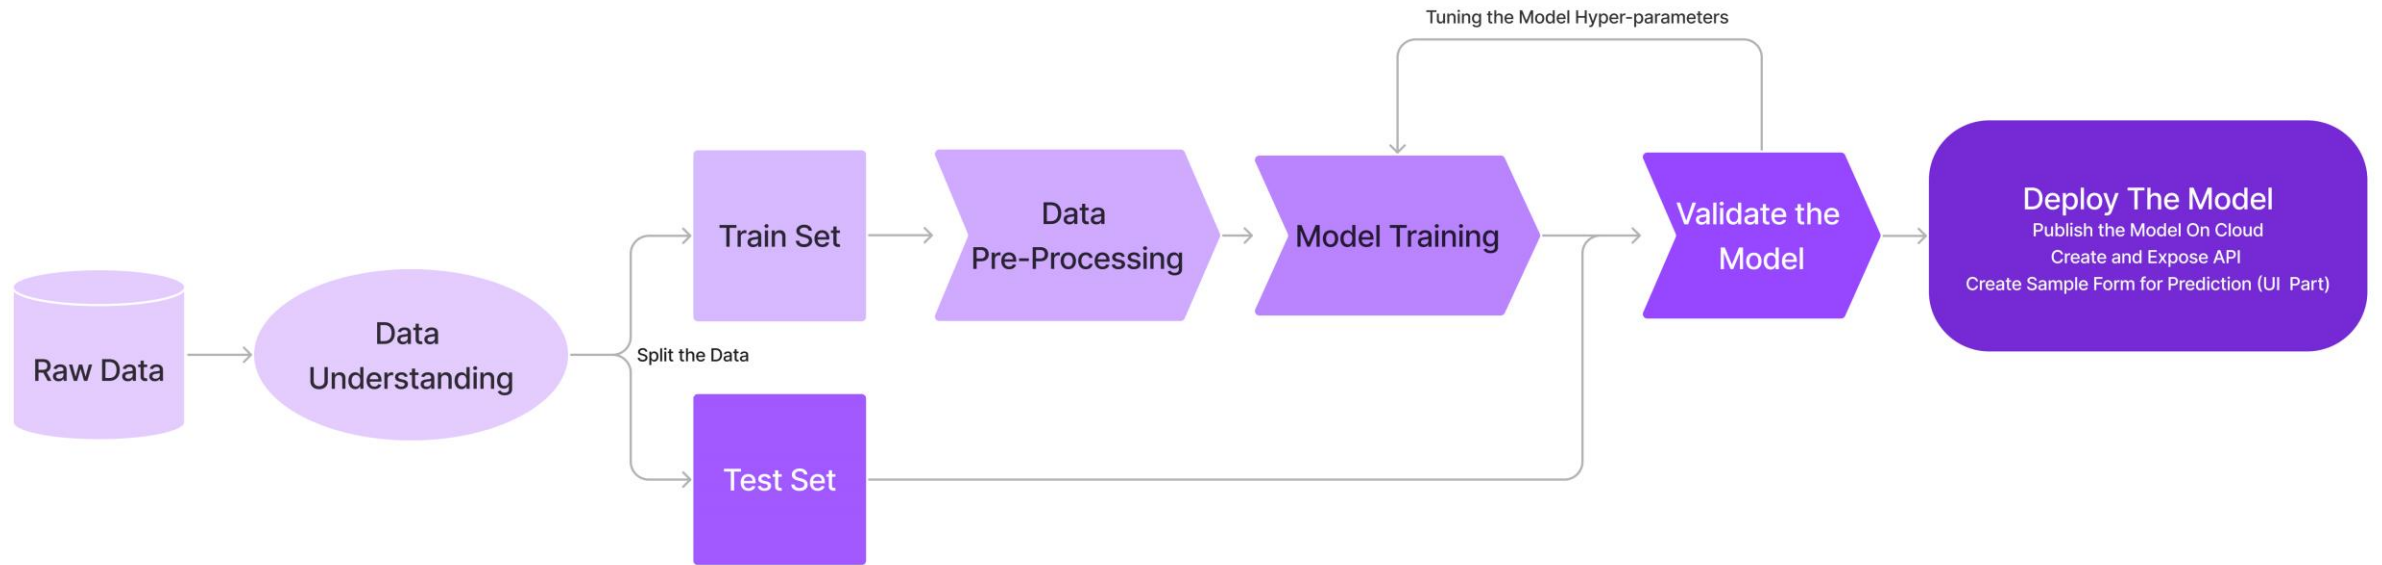 Tuning the Model Hyper-parameters
Raw Data
Data
Understanding
Split the Data
Train Set
Test Set
Data
Pre-Processing
Model Training
Validate the
Model
Deploy The Model
Publish the Model On Cloud
Create and Expose API
Create Sample Form for Prediction (UI Part)